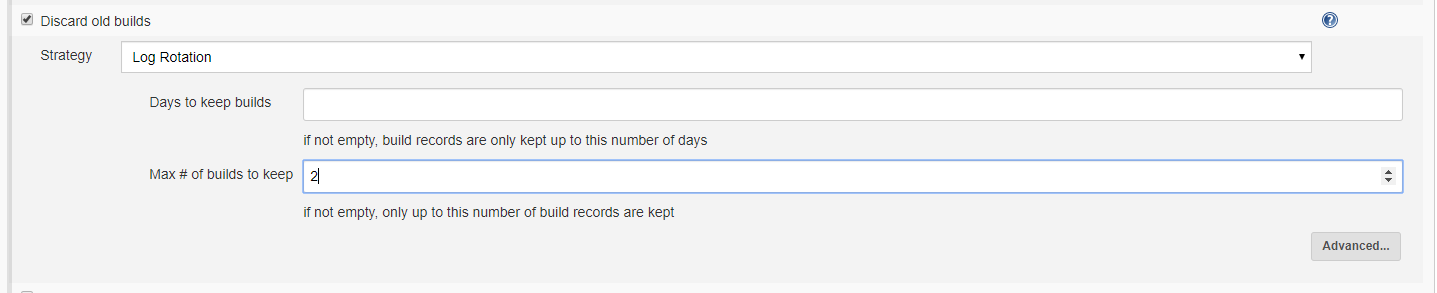 Discard old builds
?
Strategy
Log Rotation
Days to keep builds
if not empty, build records are only kept up to this number of days
Max # of builds to keep
2
if not empty, only up to this number of build records are kept
Advanced...